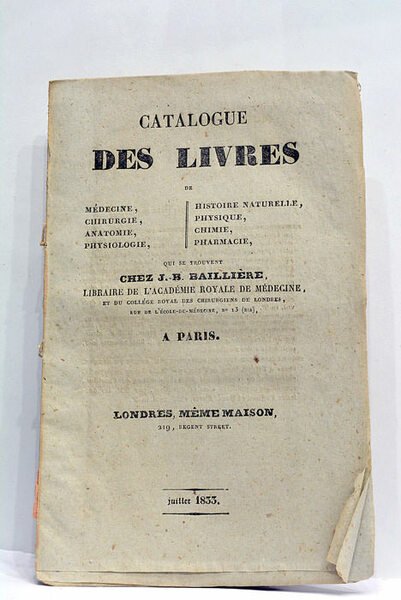 CATALOGUE
DES LIVRES
DE
MÉDECINE,
CHIRURGIE,
ANATOMIE,
PHYSIOLOGIE,
HISTOIRE NATURELLE,
PHYSIQUE,
CHIMIE,
PHARMACIE,
QUI SE TROUVENT
CHEZ J.-B. BAILLIÈRE,
LIBRAIRE DE L'ACADÉMIE ROYALE DE MÉDECINE,
ET DU COLLÉGE ROYAL DES CHIRURGIENS DE LONDRES,
RUE DE L'ÉCOLE-DE-MÉDECINE, N° 13 (BIS),
A PARIS.
LONDRES, MÊME MAISON,
219, REGENT STREET.
juillet 1833.